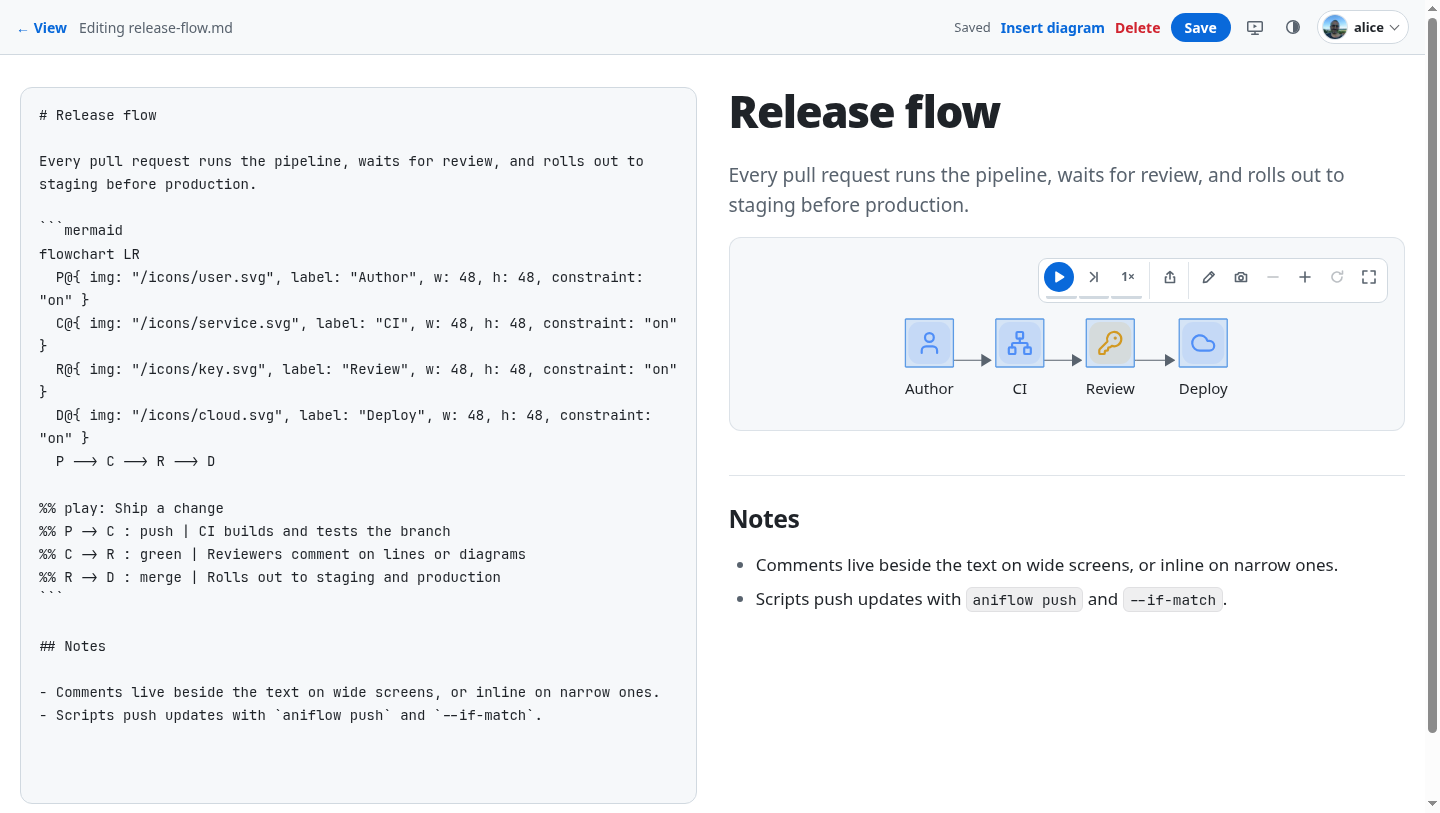 ← View Editing release-flow.md Saved Insert diagram Delete Save alice
# Release flow
Every pull request runs the pipeline, waits for review, and rolls out to
staging before production.
```mermaid
flowchart LR
P@{ img: "/icons/user.svg", label: "Author", w: 48, h: 48, constraint:
"on" }
C@{ img: "/icons/service.svg", label: "CI", w: 48, h: 48, constraint: "on"
}
R@{ img: "/icons/key.svg", label: "Review", w: 48, h: 48, constraint: "on"
}
D@{ img: "/icons/cloud.svg", label: "Deploy", w: 48, h: 48, constraint:
"on" }
P --> C --> R --> D
%% play: Ship a change
%% P -> C : push | CI builds and tests the branch
%% C -> R : green | Reviewers comment on lines or diagrams
%% R -> D : merge | Rolls out to staging and production
```
## Notes
- Comments live beside the text on wide screens, or inline on narrow ones.
- Scripts push updates with `aniflow push` and `--if-match`.
Release flow
Every pull request runs the pipeline, waits for review, and rolls out to
staging before production.
1×
Author CI Review Deploy
Notes
• Comments live beside the text on wide screens, or inline on narrow ones.
• Scripts push updates with aniflow push and --if-match.